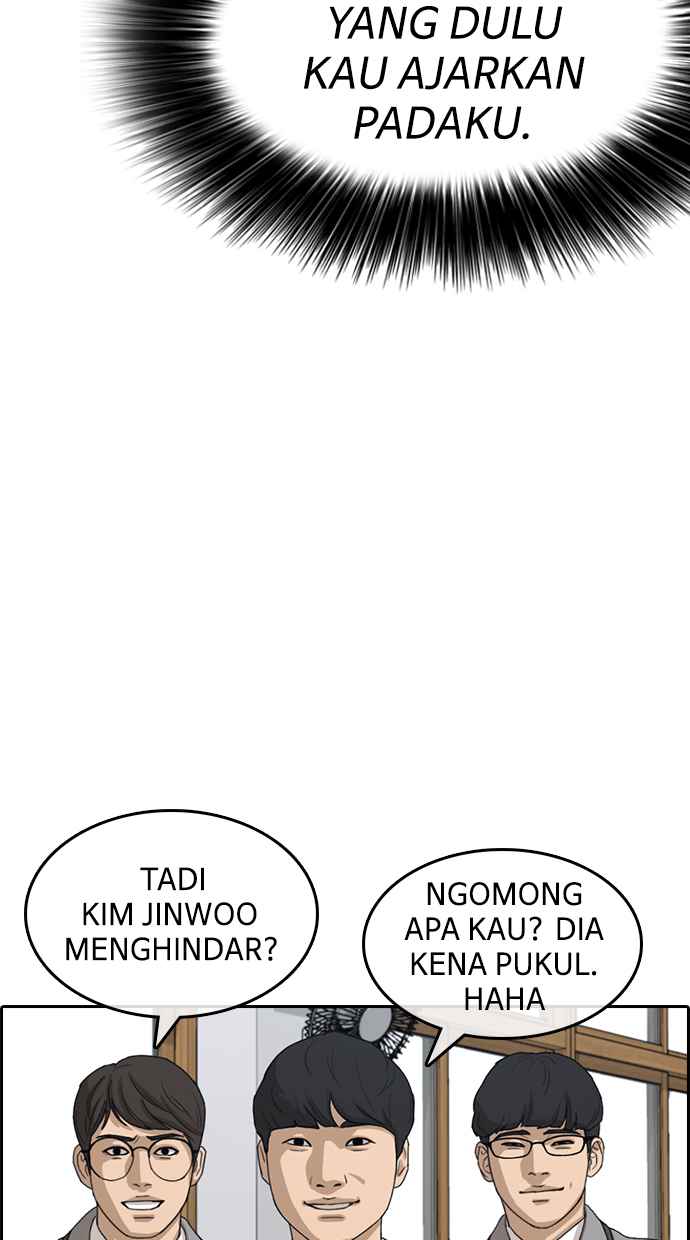 YANG DULU
KAU AJARKAN
PADAKU.
TADI
KIM JINWOO
MENGHINDAR?
NGOMONG
APA KAU? DIA
KENA PUKUL.
HAHA